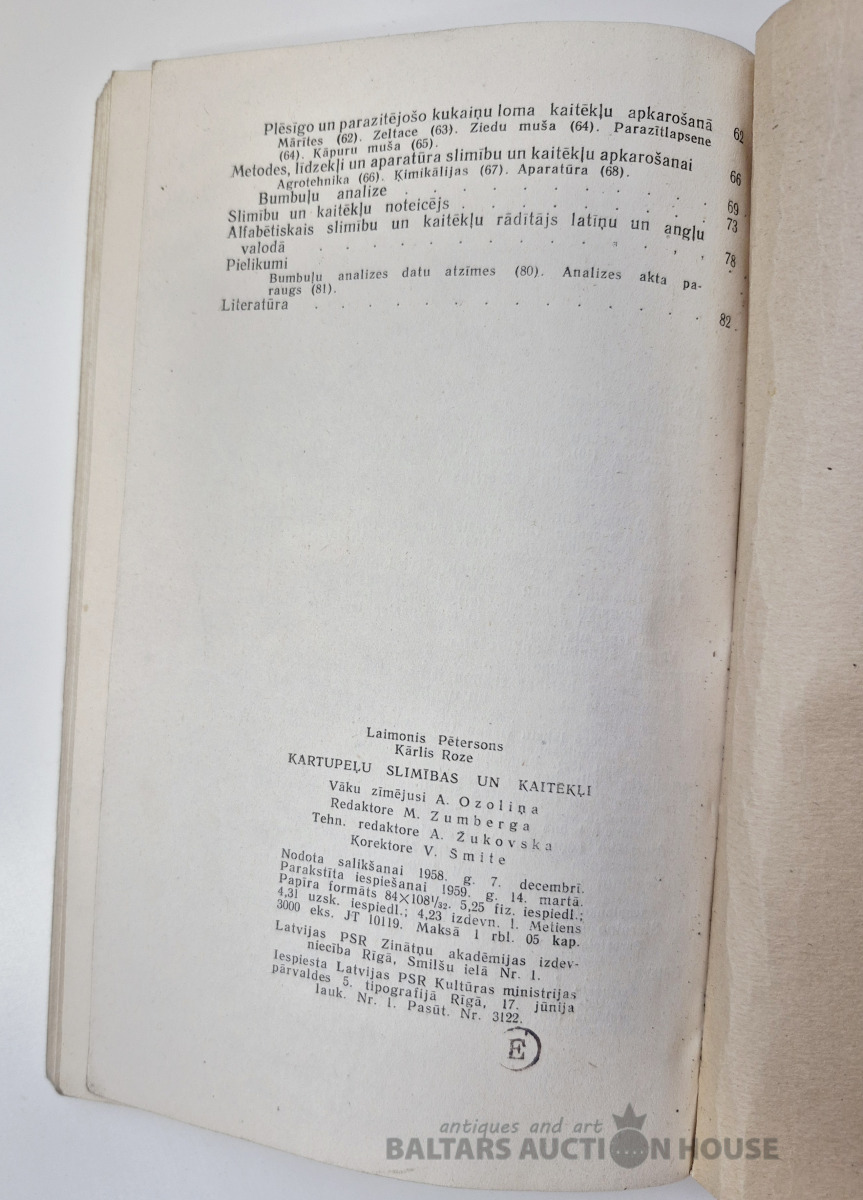 Plēsīgo un parazitējošo kukaiņu loma kaitēkļu apkarošanā 62
Mārītes (62). Zeltace (63). Ziedu muša (64). Parazītlapsene
(64). Kāpuru muša (65).
Metodes, līdzekļi un aparatūra slimību un kaitēkļu apkarošanai 66
Agrotehnika (66). Ķimikālijas (67). Aparatūra (68).
Bumbuļu analize . . . . . . . . . . 69
Slimību un kaitēkļu noteicējs . . . . . . . . 73
Alfabētiskais slimību un kaitēkļu rādītājs latīņu un angļu
valodā . . . . . . . . . . . . 78
Pielikumi
Bumbuļu analizes datu atzīmes (80). Analizes akta pa-
raugs (81).
Literatūra . . . . . . . . . . . . 82
Laimonis Pētersons
Kārlis Roze
KARTUPEĻU SLIMĪBAS UN KAITĒKĻI
Vāku zīmējusi A. Ozoliņa
Redaktore M. Zumberga
Tehn. redaktore A. Žukovska
Korektore V. Šmite
Nodota salikšanai 1958. g. 7. decembrī.
Parakstīta iespiešanai 1959. g. 14. martā.
Papīra formāts 84×108 1/32. 5,25 fiz. iespiedl.;
4,31 uzsk. iespiedl.; 4,23 izdevn. l. Metiens
3000 eks. JT 10119. Maksā 1 rbl. 05 kap.
Latvijas PSR Zinātņu akadēmijas izdev-
niecība Rīgā, Smilšu ielā Nr. 1.
Iespiesta Latvijas PSR Kultūras ministrijas
pārvaldes 5. tipografijā Rīgā, 17. jūnija
lauk. Nr. 1. Pasūt. Nr. 3122.
E
antiques and art
BALTARS AUCTION HOUSE